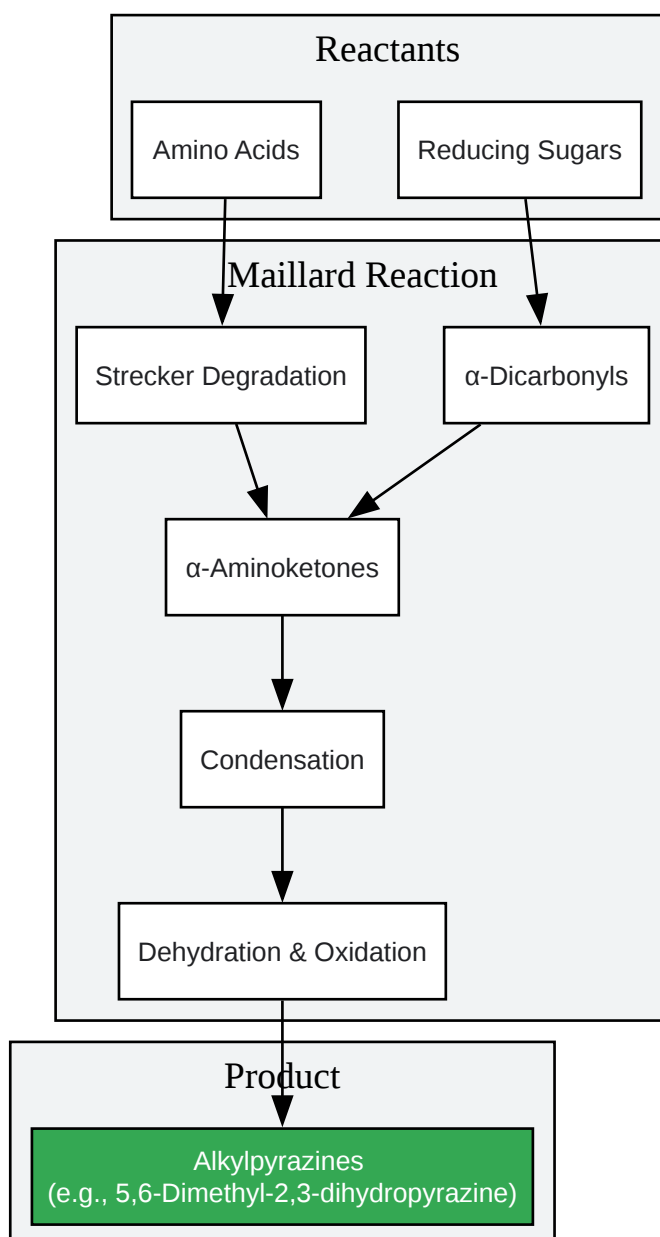 Reactants
Amino Acids
Reducing Sugars
Maillard Reaction
Strecker Degradation
α-Dicarbonyls
α-Aminoketones
Condensation
Dehydration & Oxidation
Product
Alkylpyrazines
(e.g., 5,6-Dimethyl-2,3-dihydropyrazine)